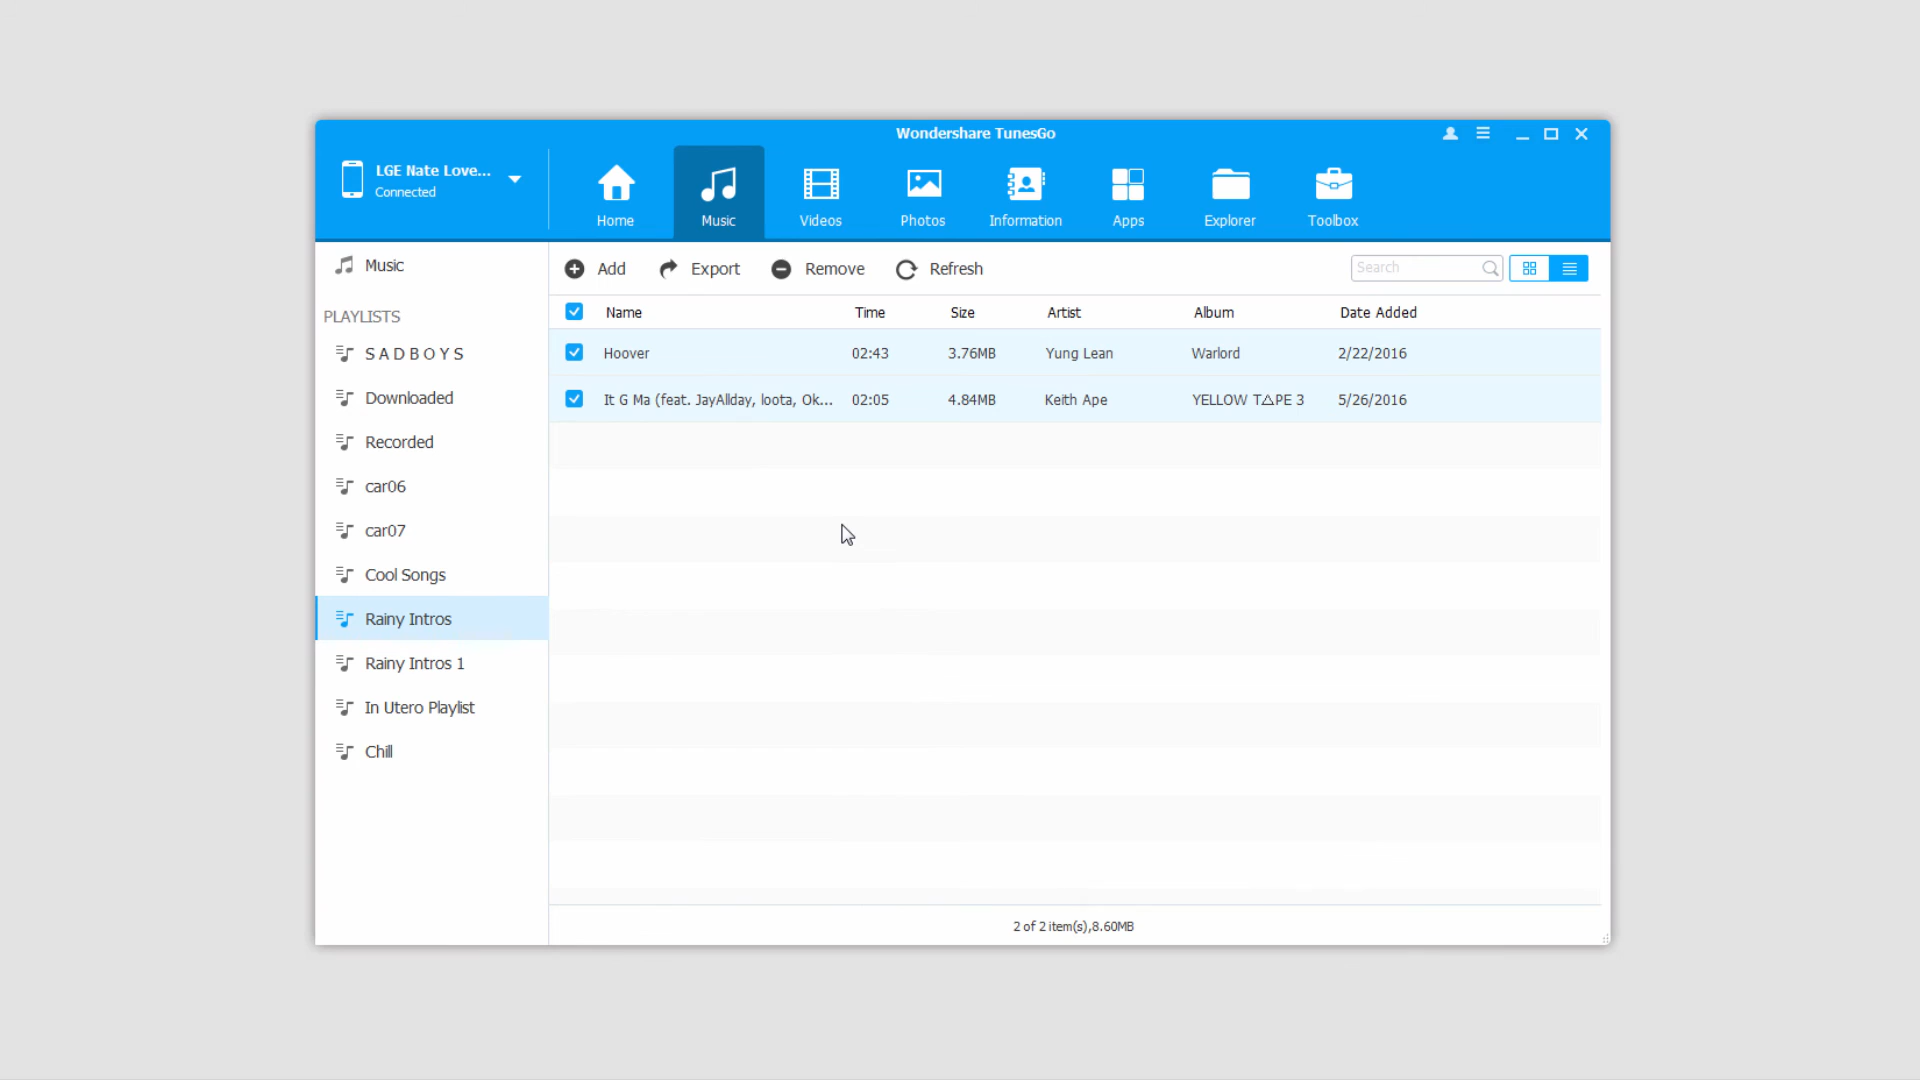 Wondershare TunesGo
LGE Nate Love...
Connected
Home
Music
Videos
Photos
Information
Apps
Explorer
Toolbox
Music
PLAYLISTS
S A D B O Y S
Downloaded
Recorded
car06
car07
Cool Songs
Rainy Intros
Rainy Intros 1
In Utero Playlist
Chill
Add Export Remove Refresh Search
Name Time Size Artist Album Date Added
Hoover 02:43 3.76MB Yung Lean Warlord 2/22/2016
It G Ma (feat. JayAllday, loota, Ok... 02:05 4.84MB Keith Ape YELLOW T△PE 3 5/26/2016
2 of 2 item(s),8.60MB